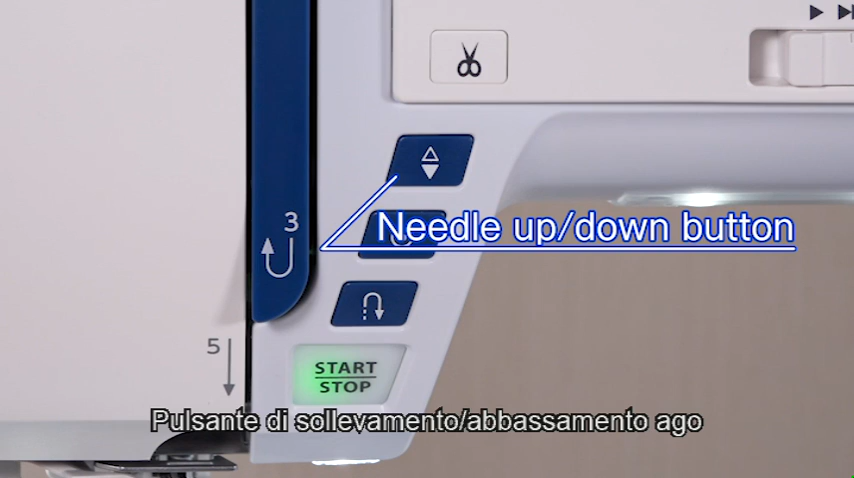 Needle up/down button
3
5
START
STOP
Pulsante di sollevamento/abbassamento ago